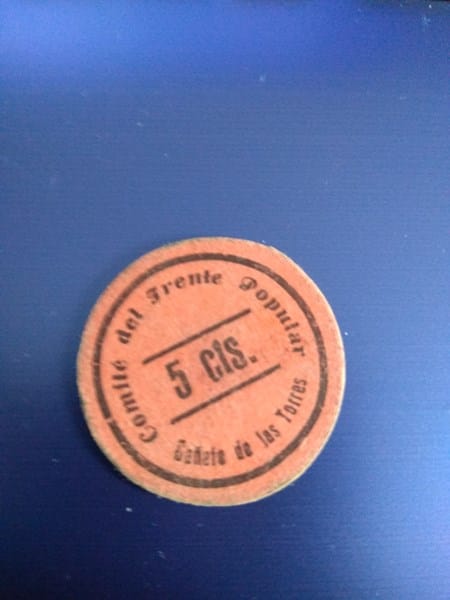 Comité del Frente Popular
5 cts.
Cañete de las Torres